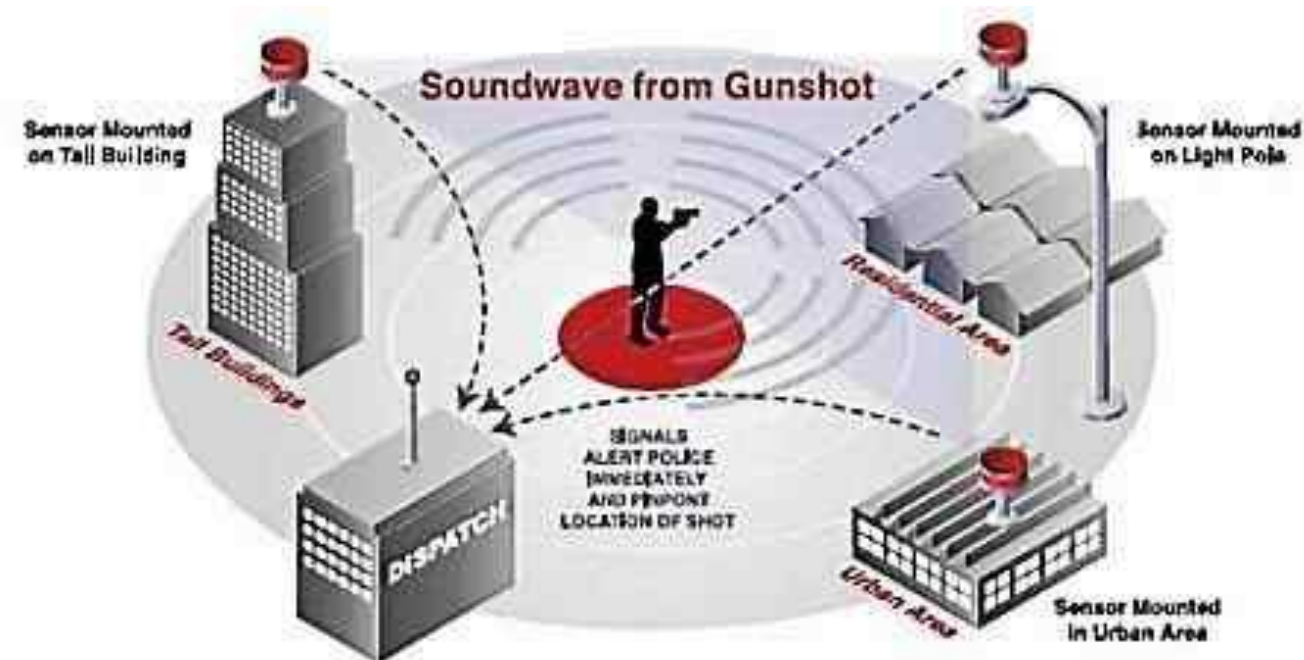 Soundwave from Gunshot
Sensor Mounted
on Tall Building
Sensor Mounted
on Light Pole
Residential Area
Tall Buildings
SIGNALS
ALERT POLICE
IMMEDIATELY
AND PINPONT
LOCATION OF SHOT
DISPATCH
Urban Area
Sensor Mounted
in Urban Area